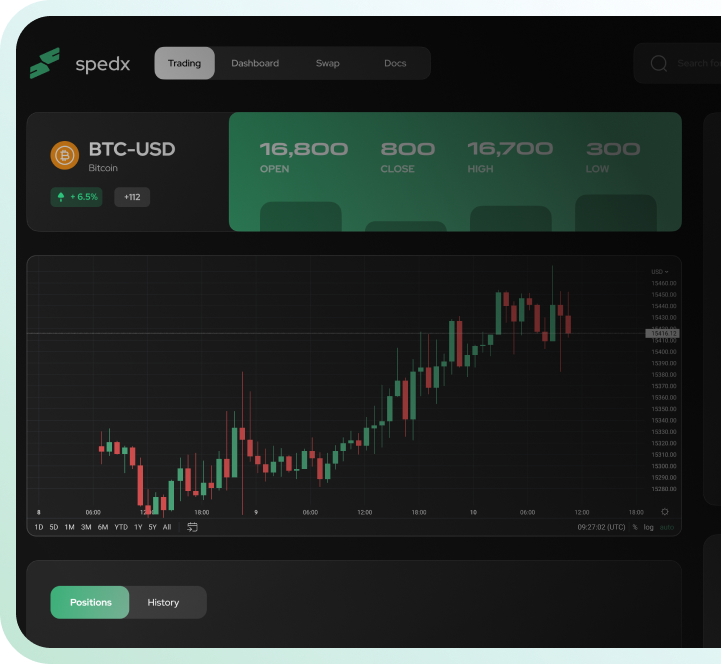 spedx
Trading Dashboard Swap Docs
Search for
BTC-USD
Bitcoin
+ 6.5% +112
16,800 800 16,700 300
OPEN CLOSE HIGH LOW
USD
15460.00
15450.00
15440.00
15430.00
15416.12
15410.00
15400.00
15390.00
15380.00
15370.00
15360.00
15350.00
15340.00
15330.00
15320.00
15310.00
15300.00
15290.00
15280.00
8 06:00 12:00 18:00 9 06:00 12:00 18:00 10 06:00 12:00 18:00
1D 5D 1M 3M 6M YTD 1Y 5Y All 09:27:02 (UTC) % log auto
Positions History